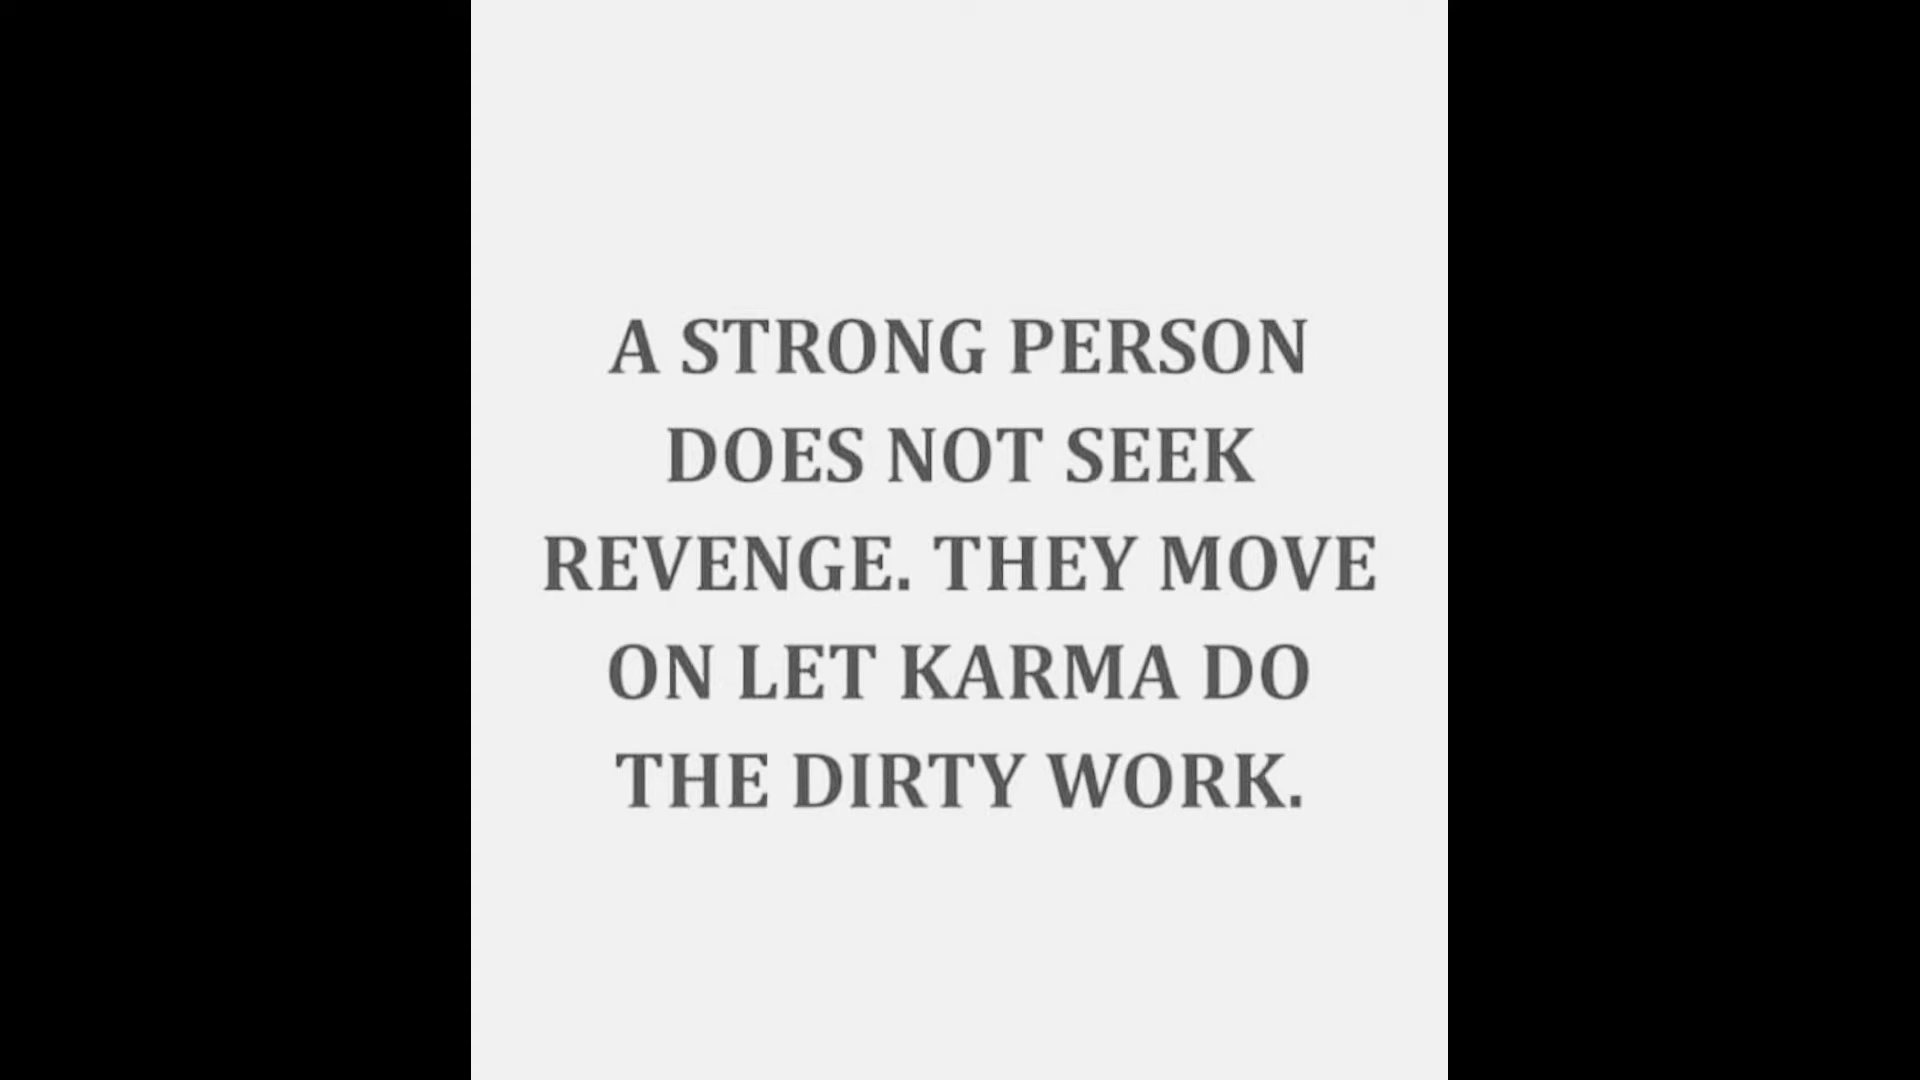 A STRONG PERSON
DOES NOT SEEK
REVENGE. THEY MOVE
ON LET KARMA DO
THE DIRTY WORK.